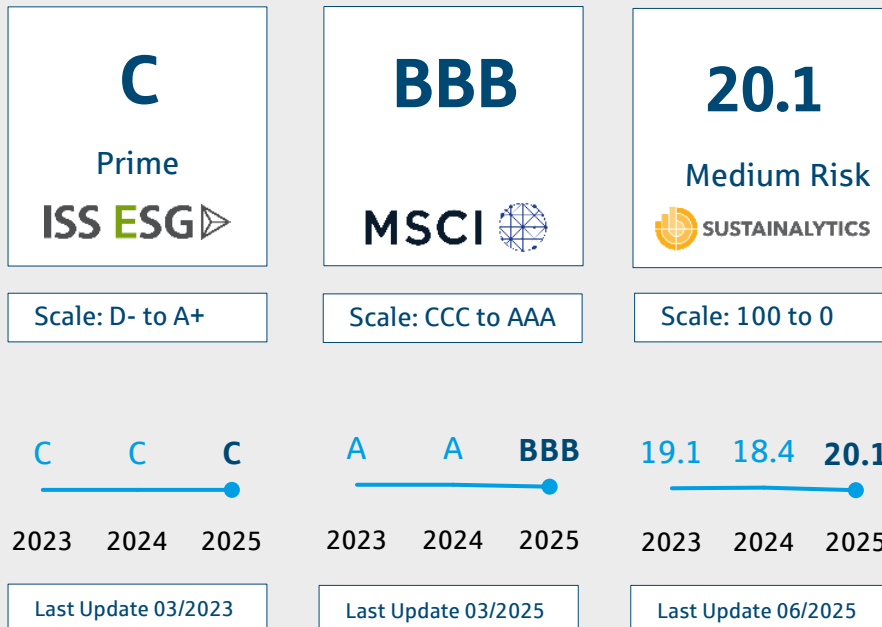 C
Prime
ISS ESG
Scale: D- to A+
C C C
2023 2024 2025
Last Update 03/2023
BBB
MSCI
Scale: CCC to AAA
A A BBB
2023 2024 2025
Last Update 03/2025
20.1
Medium Risk
SUSTAINALYTICS
Scale: 100 to 0
19.1 18.4 20.1
2023 2024 2025
Last Update 06/2025